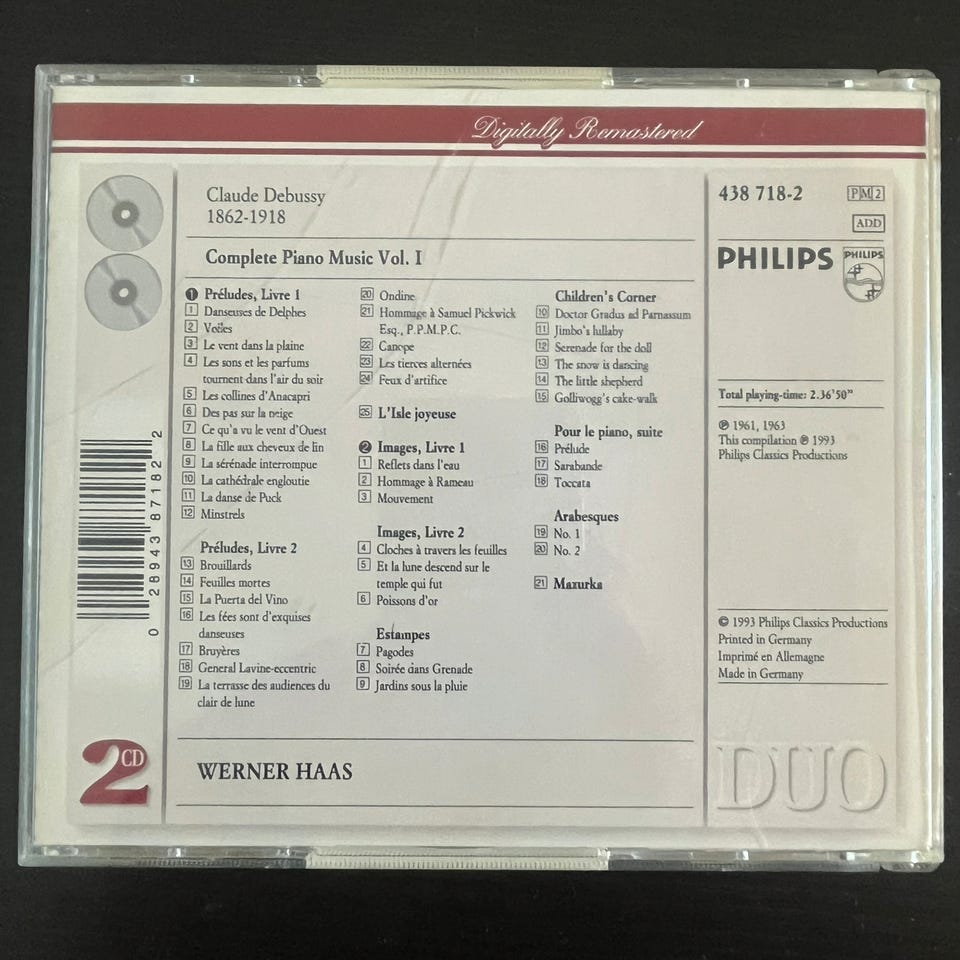 Digitally Remastered
Claude Debussy
1862-1918
Complete Piano Music Vol. I
1 Préludes, Livre 1
1 Danseuses de Delphes
2 Voiles
3 Le vent dans la plaine
4 Les sons et les parfums
tournent dans l'air du soir
5 Les collines d'Anacapri
6 Des pas sur la neige
7 Ce qu'a vu le vent d'Ouest
8 La fille aux cheveux de lin
9 La sérénade interrompue
10 La cathédrale engloutie
11 La danse de Puck
12 Minstrels
Préludes, Livre 2
13 Brouillards
14 Feuilles mortes
15 La Puerta del Vino
16 Les fées sont d'exquises
danseuses
17 Bruyères
18 General Lavine-eccentric
19 La terrasse des audiences du
clair de lune
20 Ondine
21 Hommage à Samuel Pickwick
Esq., P.P.M.P.C.
22 Canope
23 Les tierces alternées
24 Feux d'artifice
25 L'Isle joyeuse
2 Images, Livre 1
1 Reflets dans l'eau
2 Hommage à Rameau
3 Mouvement
Images, Livre 2
4 Cloches à travers les feuilles
5 Et la lune descend sur le
temple qui fut
6 Poissons d'or
Estampes
7 Pagodes
8 Soirée dans Grenade
9 Jardins sous la pluie
Children's Corner
10 Doctor Gradus ad Parnassum
11 Jimbo's lullaby
12 Serenade for the doll
13 The snow is dancing
14 The little shepherd
15 Golliwogg's cake-walk
Pour le piano, suite
16 Prélude
17 Sarabande
18 Toccata
Arabesques
19 No. 1
20 No. 2
21 Mazurka
WERNER HAAS
438 718-2
PM2
ADD
PHILIPS
PHILIPS
Total playing-time: 2.36'50"
℗ 1961, 1963
This compilation ℗ 1993
Philips Classics Productions
© 1993 Philips Classics Productions
Printed in Germany
Imprimé en Allemagne
Made in Germany
DUO
2 CD
0 28943 87182 2